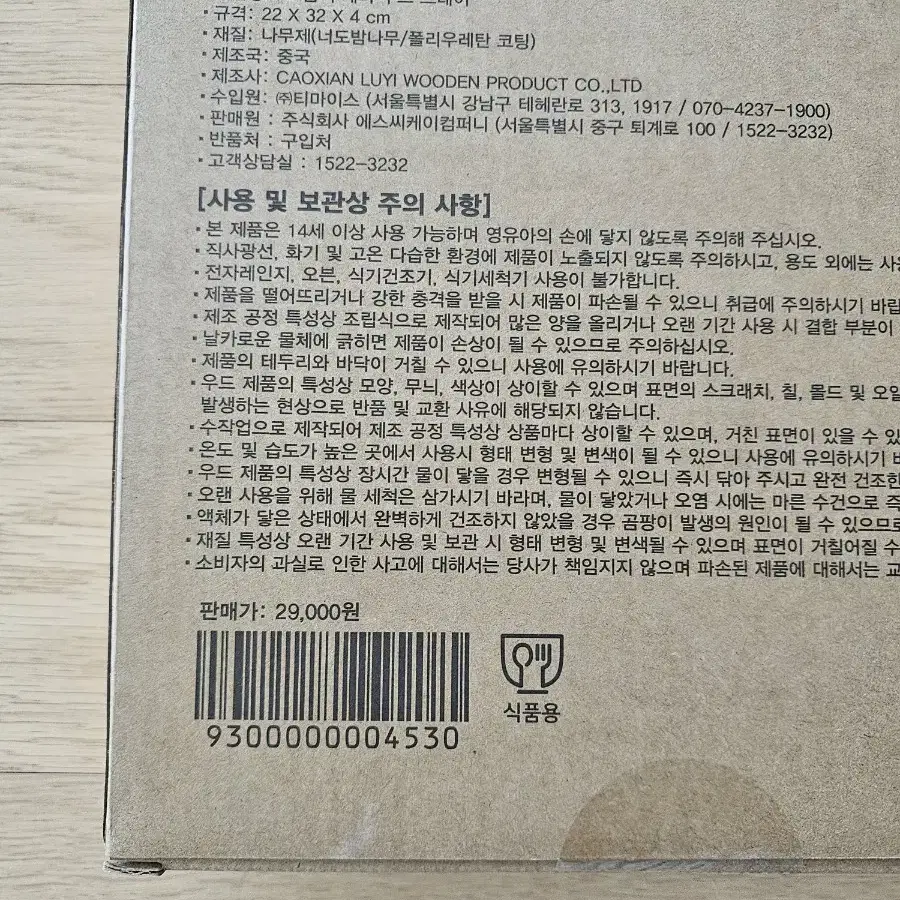 · 규격: 22 X 32 X 4 cm
· 재질: 나무제(너도밤나무/폴리우레탄 코팅)
· 제조국: 중국
· 제조사: CAOXIAN LUYI WOODEN PRODUCT CO.,LTD
· 수입원: ㈜티마이스 (서울특별시 강남구 테헤란로 313, 1917 / 070-4237-1900)
· 판매원 : 주식회사 에스씨케이컴퍼니 (서울특별시 중구 퇴계로 100 / 1522-3232)
· 반품처 : 구입처
· 고객상담실 : 1522-3232
[사용 및 보관상 주의 사항]
· 본 제품은 14세 이상 사용 가능하며 영유아의 손에 닿지 않도록 주의해 주십시오.
· 직사광선, 화기 및 고온 다습한 환경에 제품이 노출되지 않도록 주의하시고, 용도 외에는
· 전자레인지, 오븐, 식기건조기, 식기세척기 사용이 불가합니다.
· 제품을 떨어뜨리거나 강한 충격을 받을 시 제품이 파손될 수 있으니 취급에 주의하시기
· 제조 공정 특성상 조립식으로 제작되어 많은 양을 올리거나 오랜 기간 사용 시 결합 부분이
· 날카로운 물체에 긁히면 제품이 손상이 될 수 있으므로 주의하십시오.
· 제품의 테두리와 바닥이 거칠 수 있으니 사용에 유의하시기 바랍니다.
· 우드 제품의 특성상 모양, 무늬, 색상이 상이할 수 있으며 표면의 스크래치, 칠, 몰드 및
발생하는 현상으로 반품 및 교환 사유에 해당되지 않습니다.
· 수작업으로 제작되어 제조 공정 특성상 상품마다 상이할 수 있으며, 거친 표면이 있을 수
· 온도 및 습도가 높은 곳에서 사용시 형태 변형 및 변색이 될 수 있으니 사용에 유의하시기
· 우드 제품의 특성상 장시간 물이 닿을 경우 변형될 수 있으니 즉시 닦아 주시고 완전
· 오랜 사용을 위해 물 세척은 삼가시기 바라며, 물이 닿았거나 오염 시에는 마른 수건으로
· 액체가 닿은 상태에서 완벽하게 건조하지 않았을 경우 곰팡이 발생의 원인이 될 수
· 재질 특성상 오랜 기간 사용 및 보관 시 형태 변형 및 변색될 수 있으며 표면이 거칠어질 수
· 소비자의 과실로 인한 사고에 대해서는 당사가 책임지지 않으며 파손된 제품에 대해서는
판매가: 29,000원
9300000004530
식품용